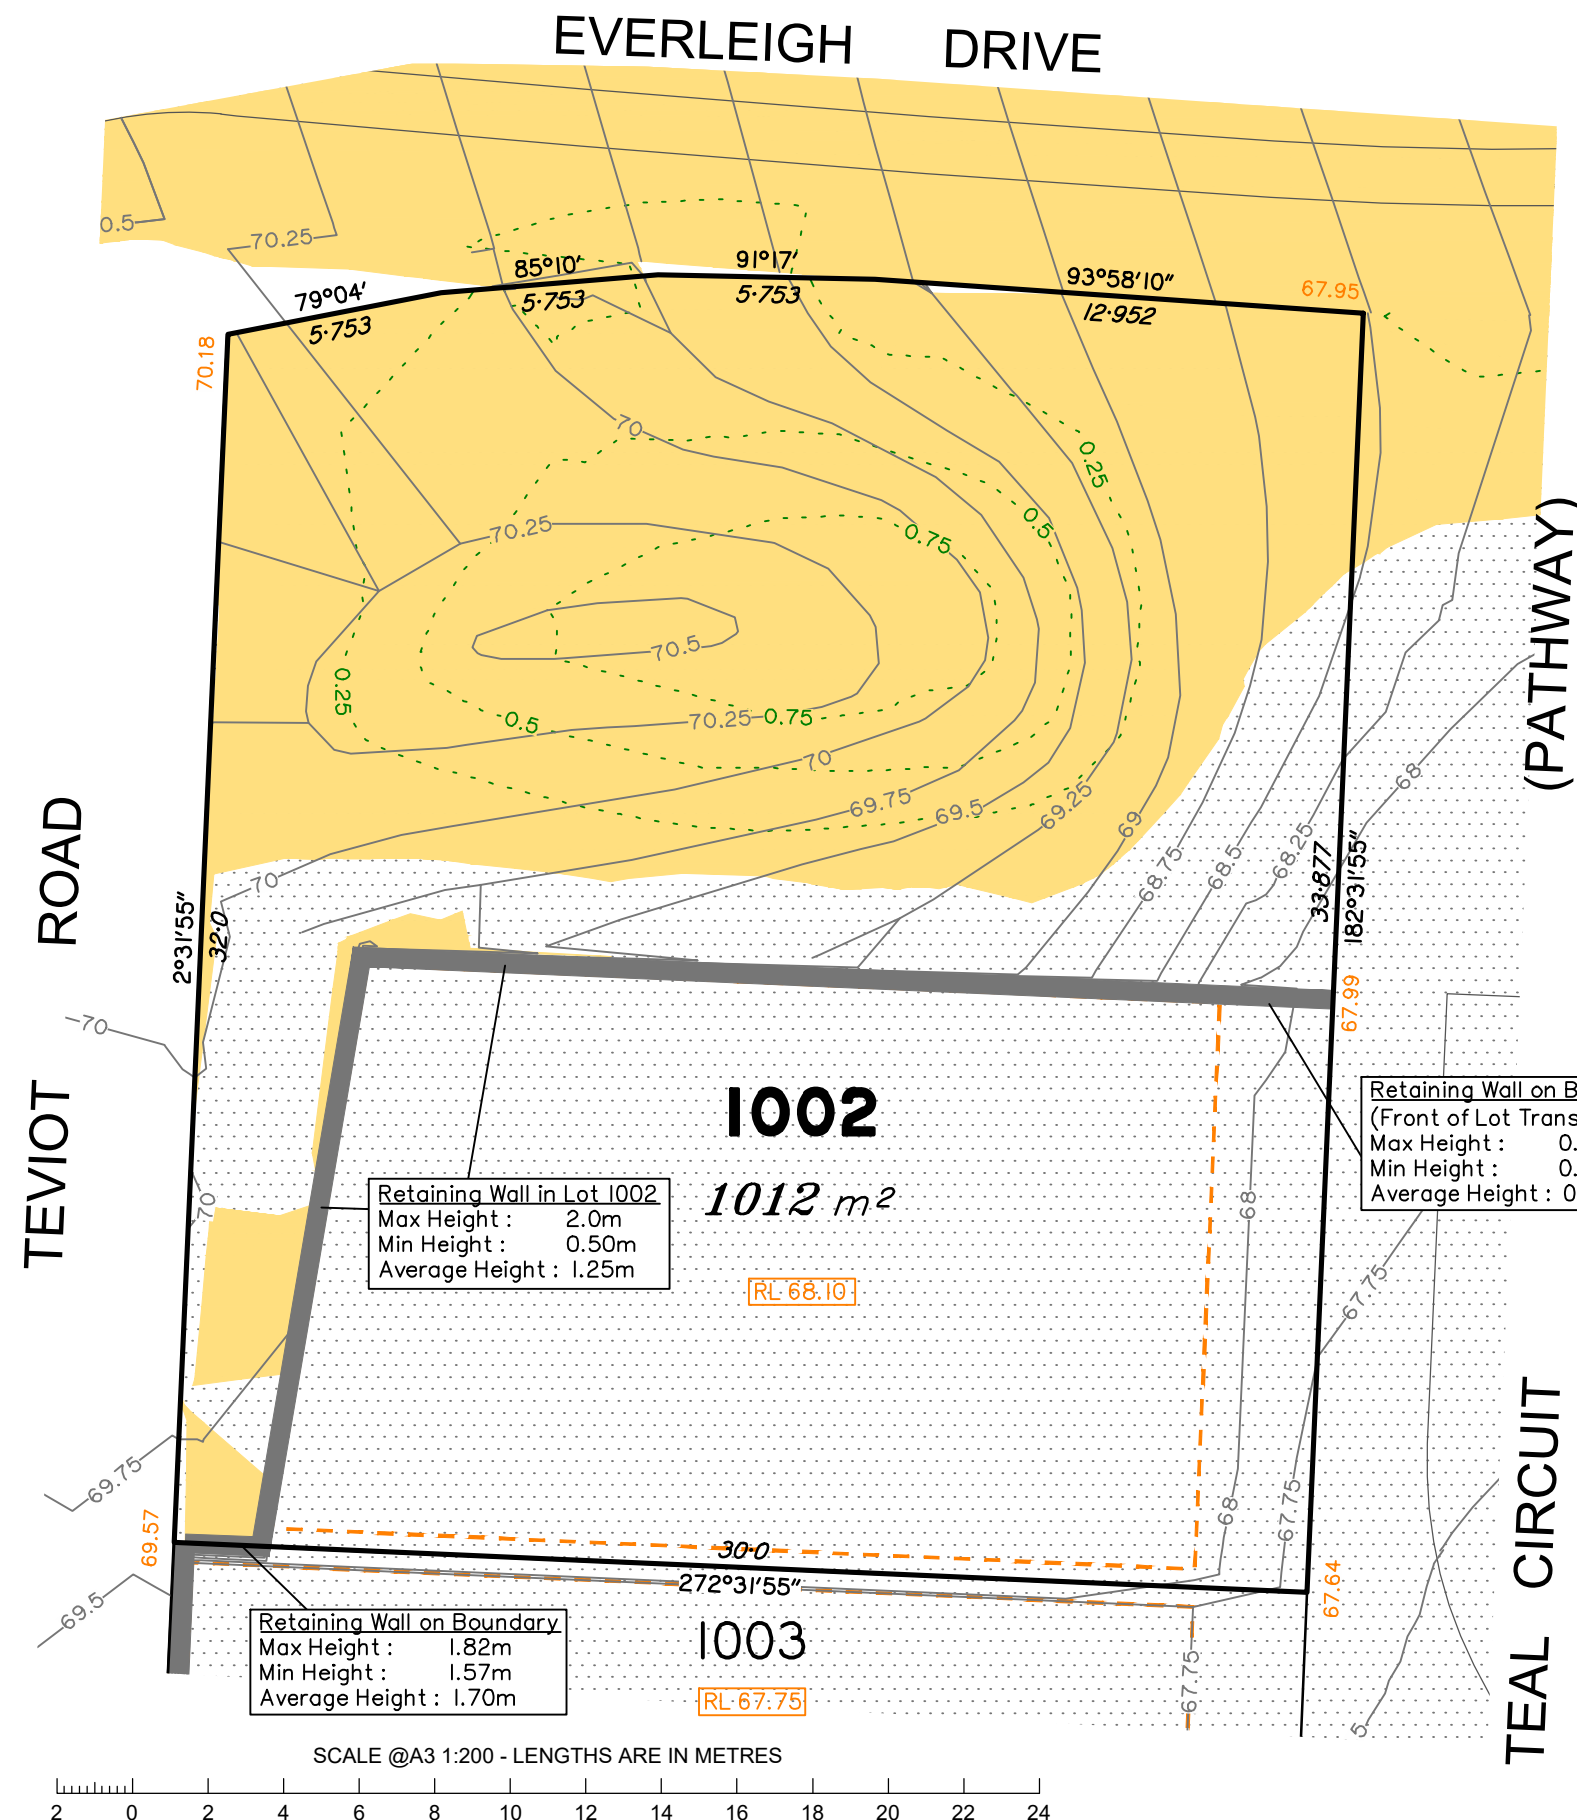 EVERLEIGH DRIVE
0.5
70.25
79°04'
5·753
85°10'
5·753
91°17'
5·753
93°58'10"
12·952
67.95
70.18
70
0.25
70.25
0.75
0.5
70.5
0.25
0.5
70.25
0.75
70
69.75
69.5
69.25
69
68.75
68.5
68.25
68
(PATHWAY)
TEVIOT ROAD
70
2°31'55"
32·0
33·877
182°31'55"
67.99
70
1002
1012 m²
RL 68.10
Retaining Wall in Lot 1002
Max Height : 2.0m
Min Height : 0.50m
Average Height : 1.25m
Retaining Wall on B
(Front of Lot Trans
Max Height : 0.
Min Height : 0.
Average Height : 0
70
68
67.75
69.75
69.57
69.5
68
67.75
67.64
30·0
272°31'55"
Retaining Wall on Boundary
Max Height : 1.82m
Min Height : 1.57m
Average Height : 1.70m
1003
RL 67.75
67.75
5
TEAL CIRCUIT
SCALE @A3 1:200 - LENGTHS ARE IN METRES
2 0 2 4 6 8 10 12 14 16 18 20 22 24